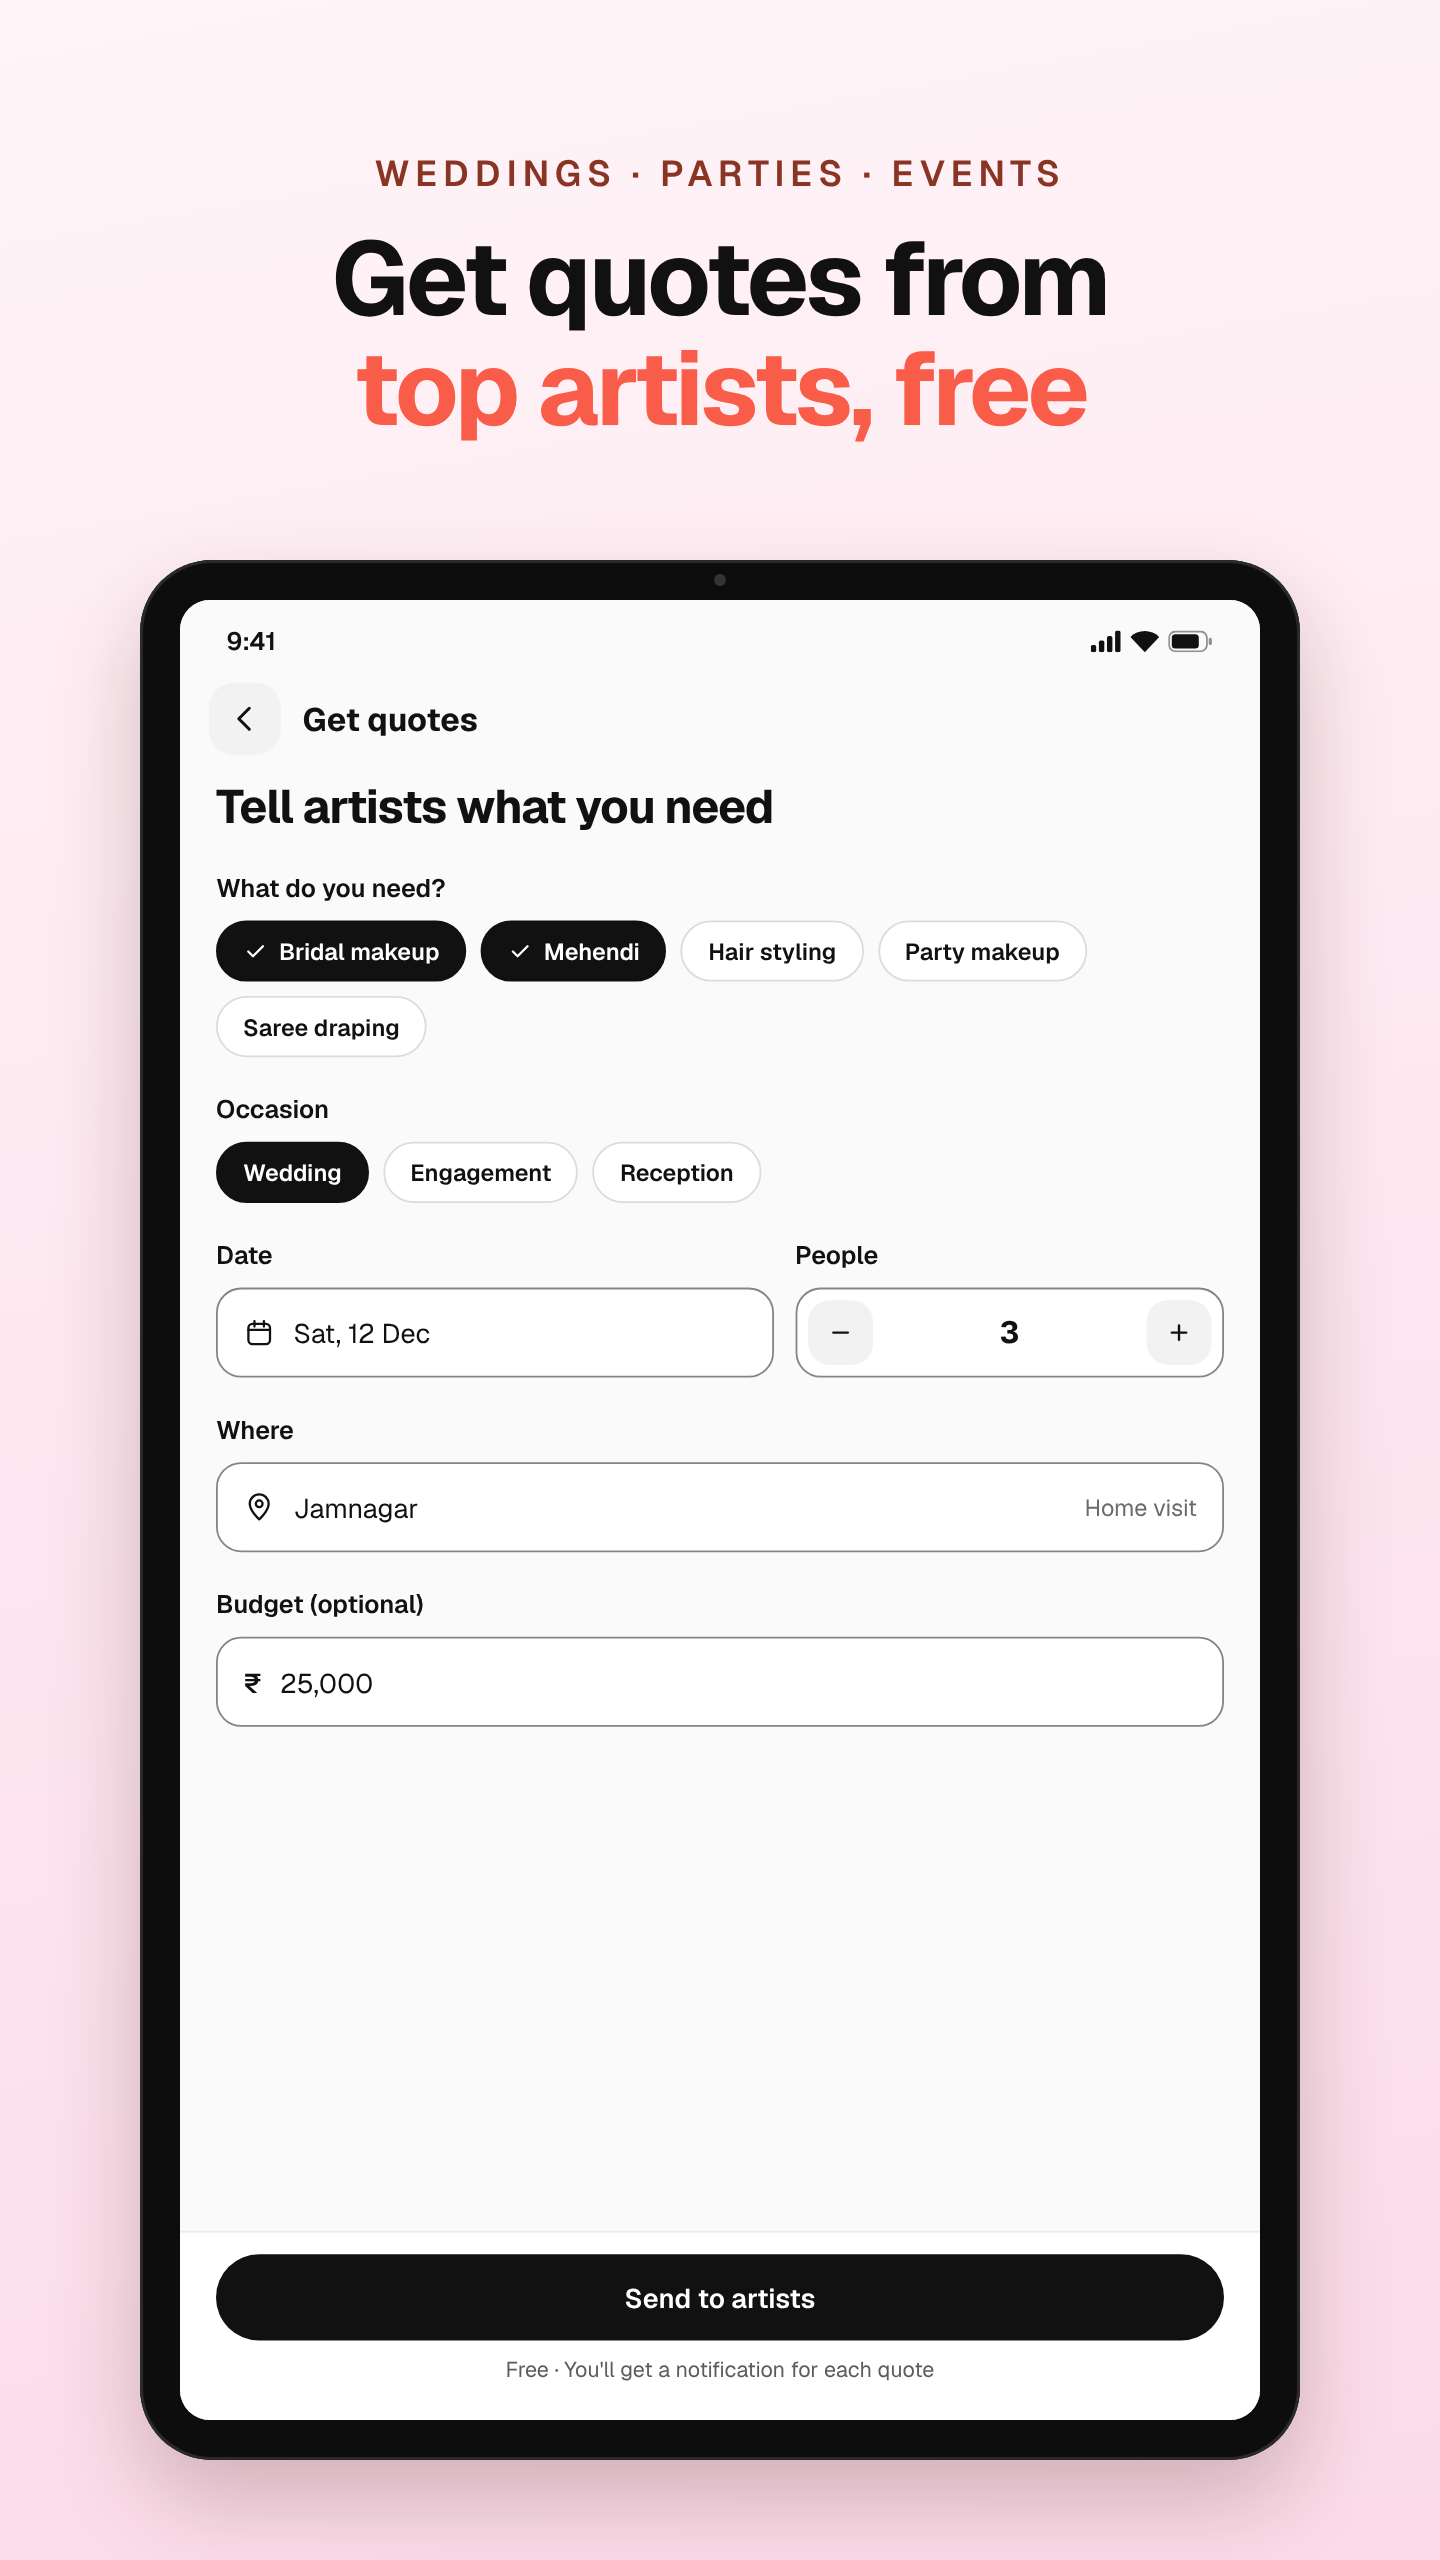 WEDDINGS · PARTIES · EVENTS
Get quotes from
top artists, free
9:41
Get quotes
Tell artists what you need
What do you need?
Bridal makeup Mehendi Hair styling Party makeup
Saree draping
Occasion
Wedding Engagement Reception
Date People
Sat, 12 Dec − 3 +
Where
Jamnagar Home visit
Budget (optional)
₹ 25,000
Send to artists
Free · You'll get a notification for each quote